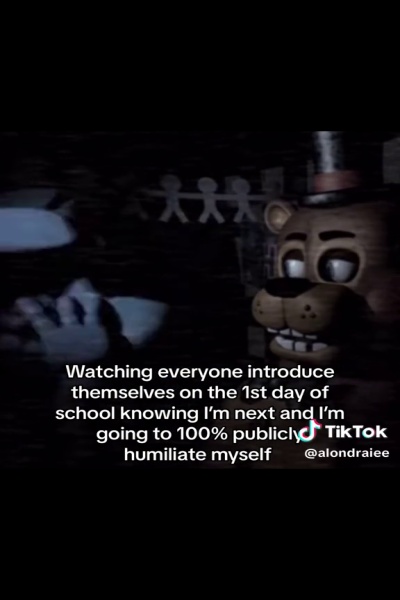 Watching everyone introduce
themselves on the 1st day of
school knowing I'm next and I'm
going to 100% publicly
humiliate myself
TikTok
@alondraiee